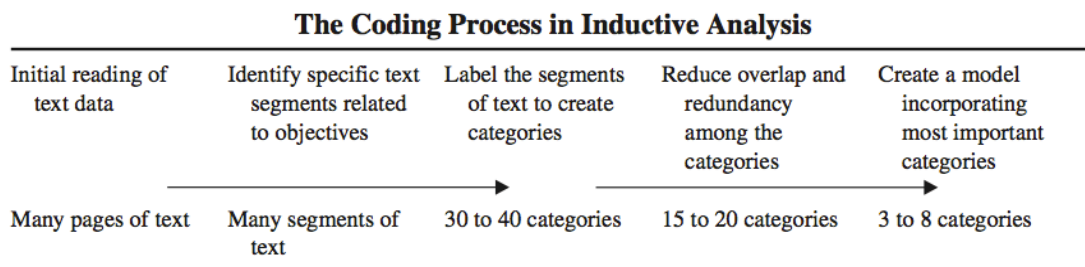 The Coding Process in Inductive Analysis
Initial reading of
text data
Identify specific text
segments related
to objectives
Label the segments
of text to create
categories
Reduce overlap and
redundancy
among the
categories
Create a model
incorporating
most important
categories
Many pages of text
Many segments of
text
30 to 40 categories
15 to 20 categories
3 to 8 categories